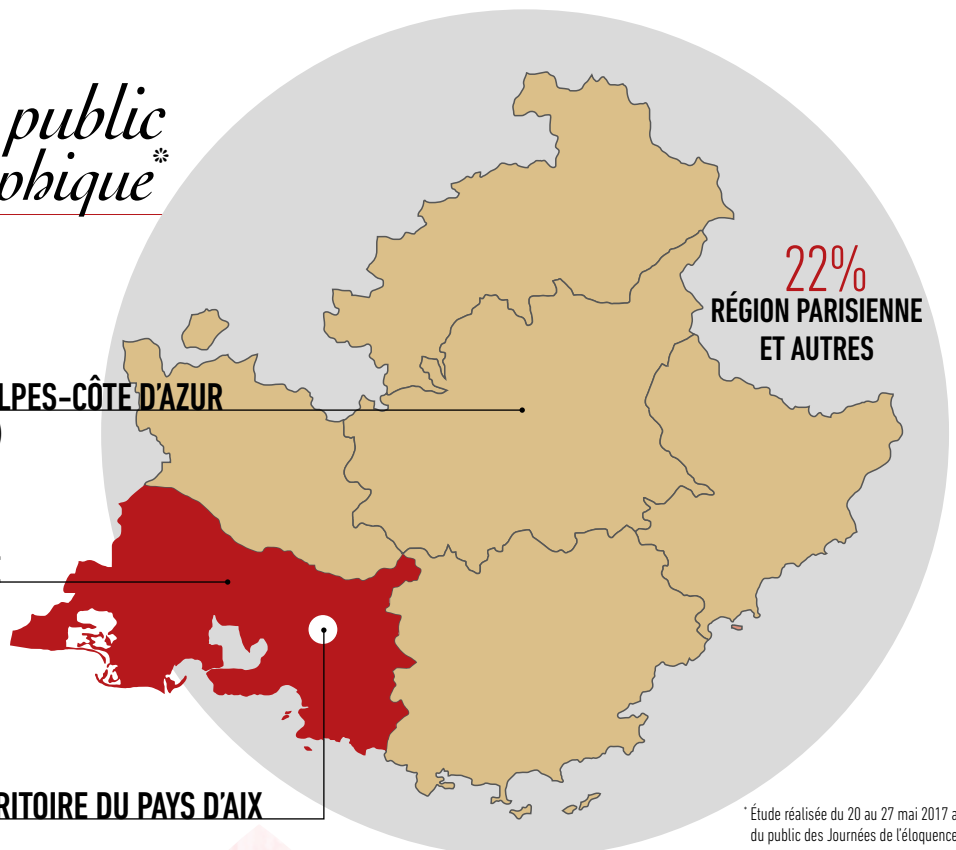 public
phique*
22%
RÉGION PARISIENNE
ET AUTRES
LPES-CÔTE D'AZUR
)
RITOIRE DU PAYS D'AIX
* Étude réalisée du 20 au 27 mai 2017 a
du public des Journées de l'éloquence